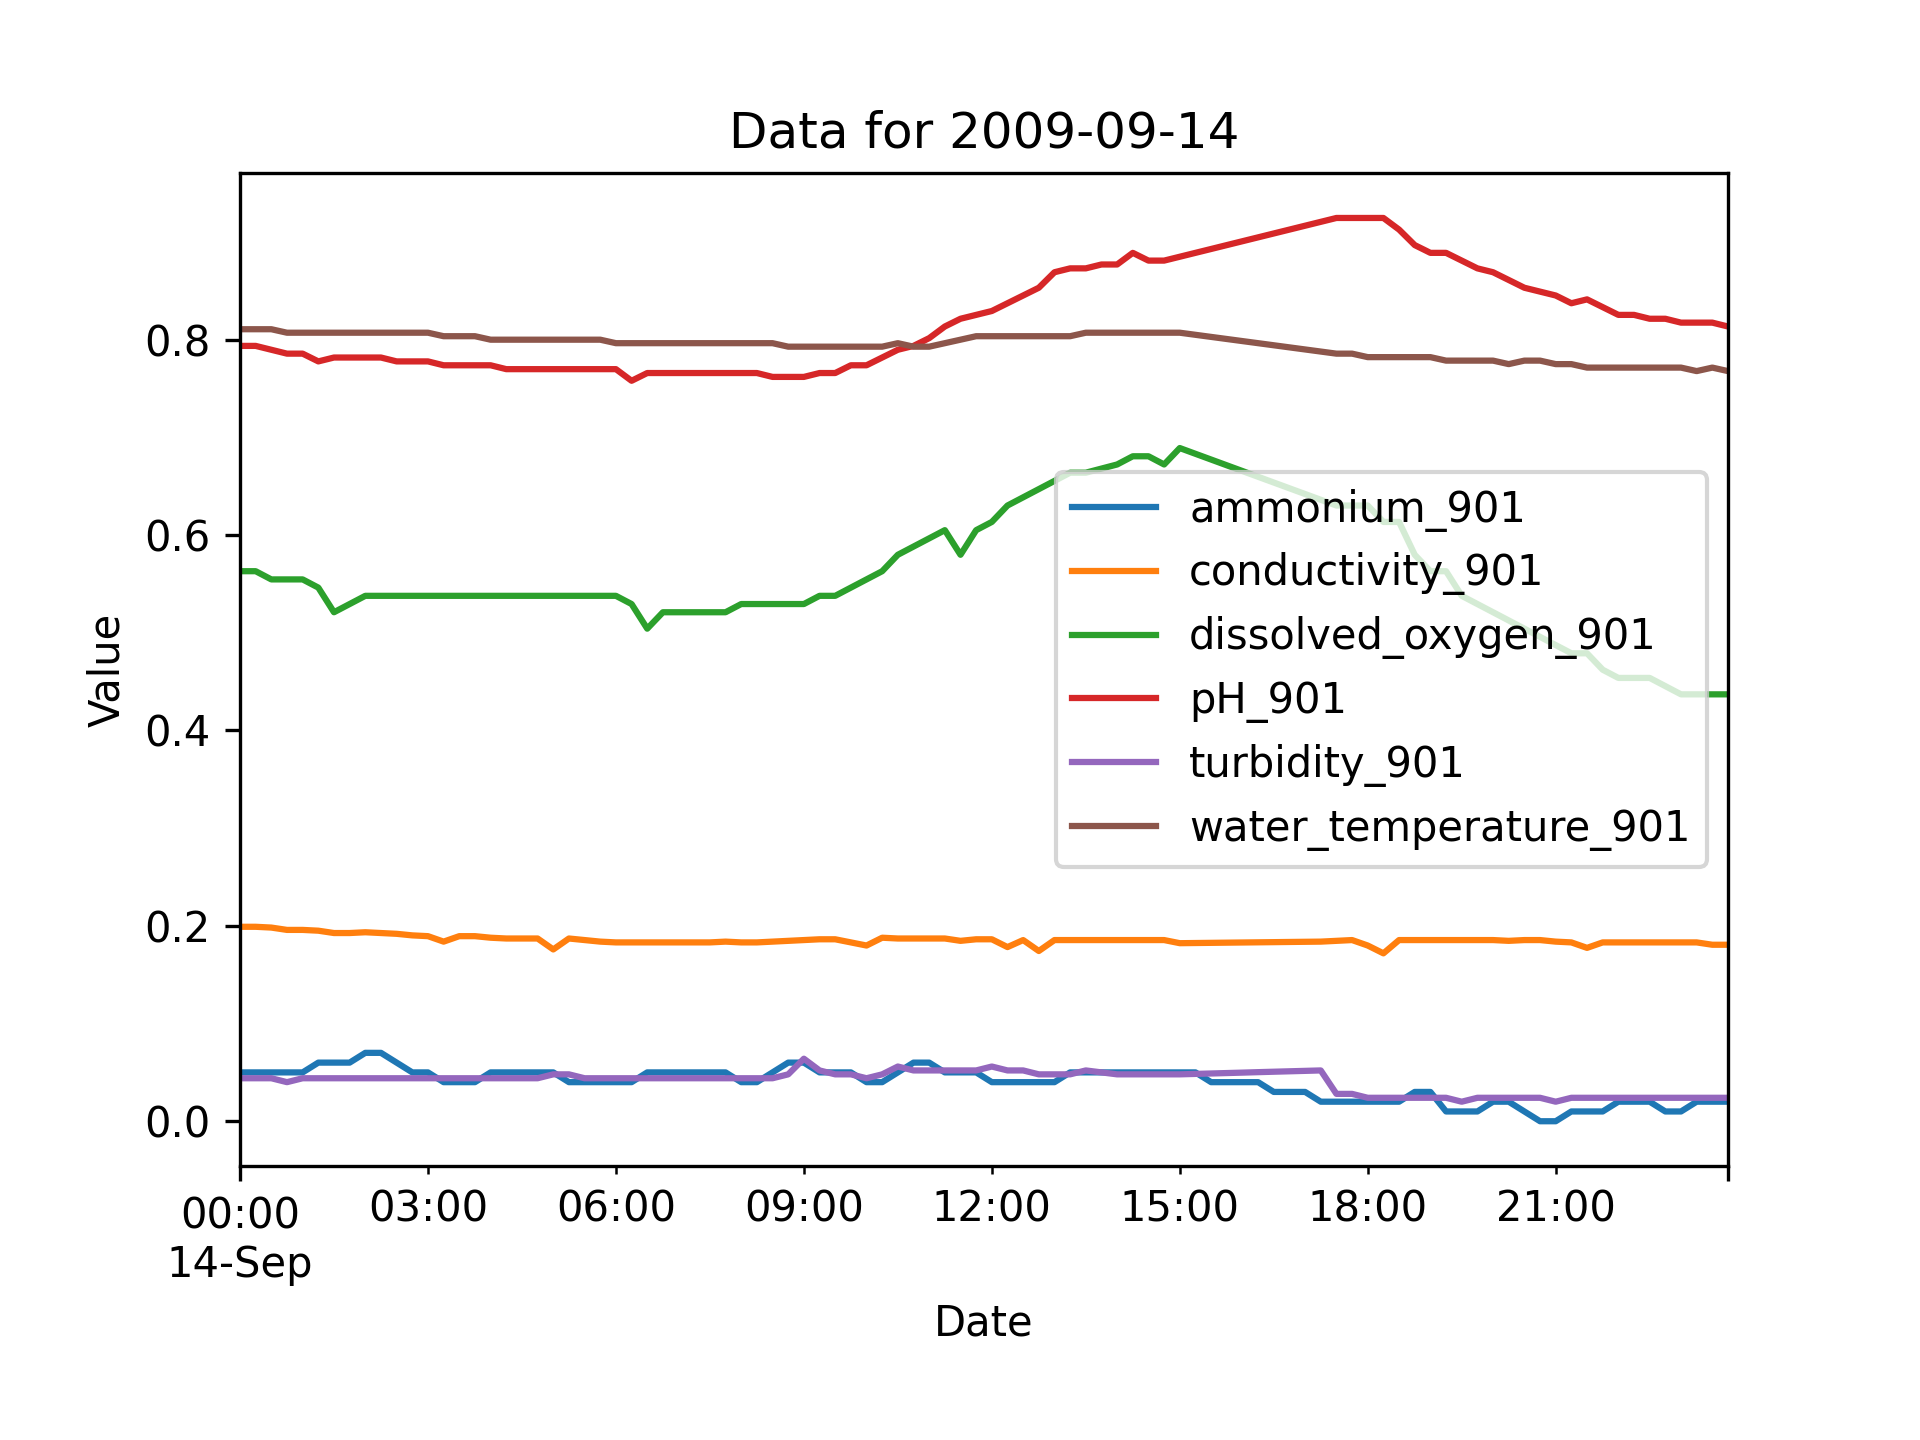 Data for 2009-09-14
Value
0.8
0.6
0.4
0.2
0.0
ammonium_901
conductivity_901
dissolved_oxygen_901
pH_901
turbidity_901
water_temperature_901
00:00 03:00 06:00 09:00 12:00 15:00 18:00 21:00
14-Sep
Date